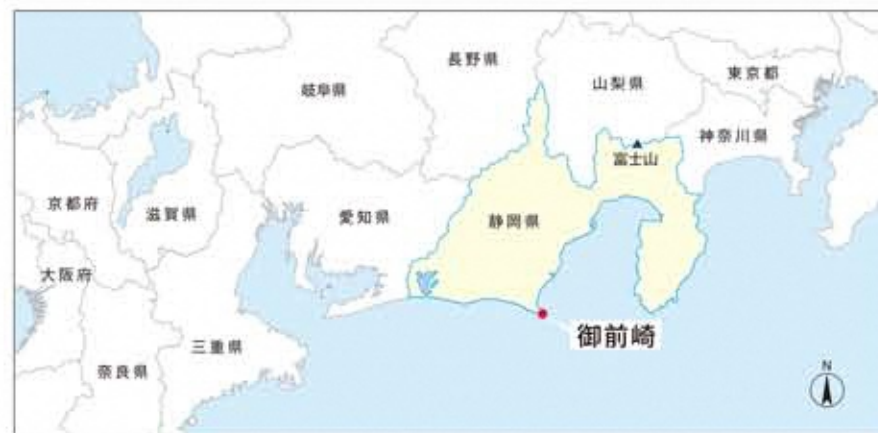 長野県
山梨県
東京都
岐阜県
神奈川県
富士山
京都府
滋賀県
愛知県
静岡県
大阪府
御前崎
三重県
奈良県
N